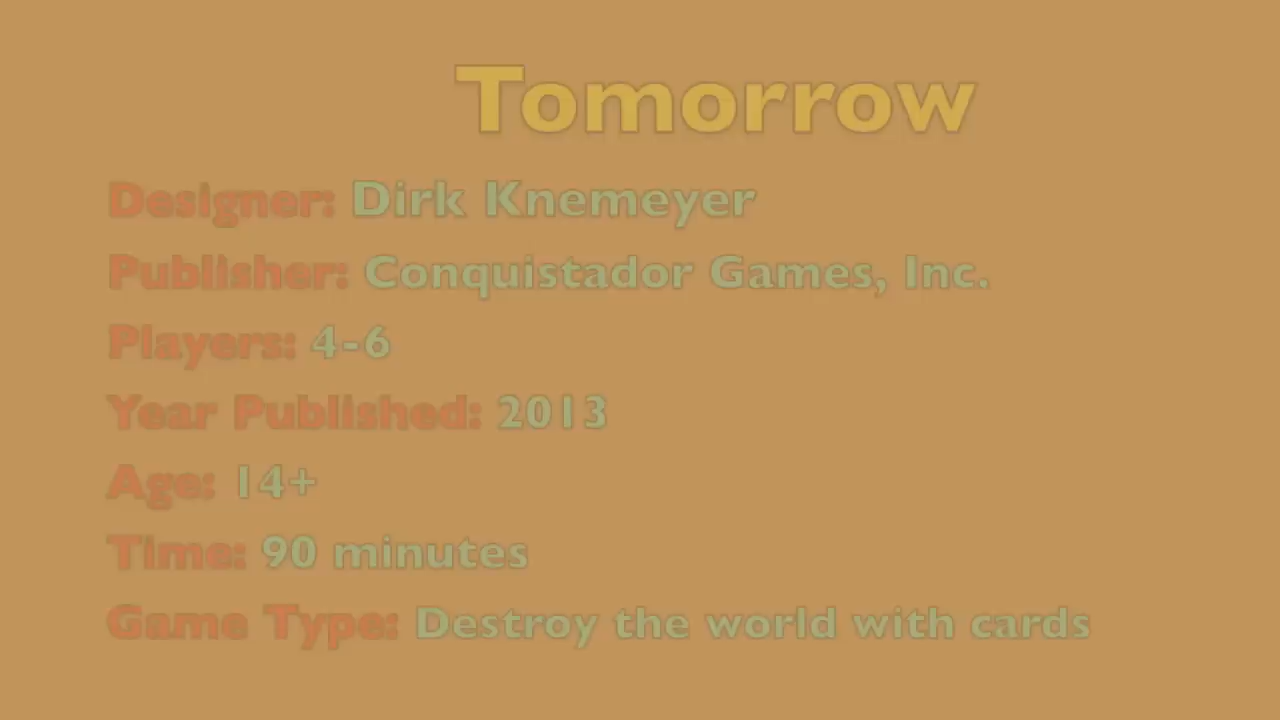 Tomorrow
Designer: Dirk Knemeyer
Publisher: Conquistador Games, Inc.
Players: 4-6
Year Published: 2013
Age: 14+
Time: 90 minutes
Game Type: Destroy the world with cards